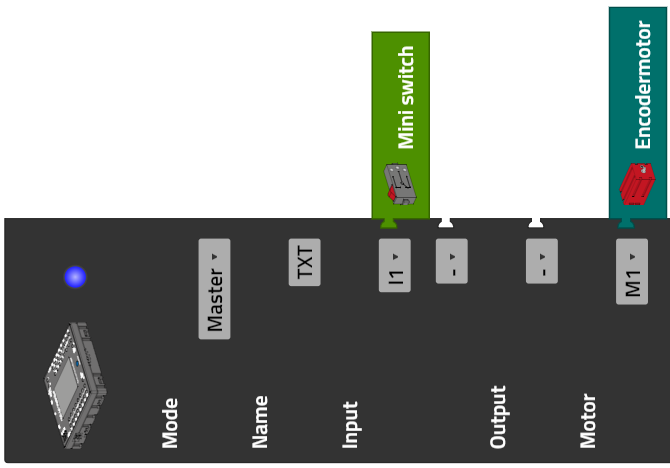 Mode Master
Name TXT
Input I1 Mini switch
-
Output -
Motor M1 Encodermotor